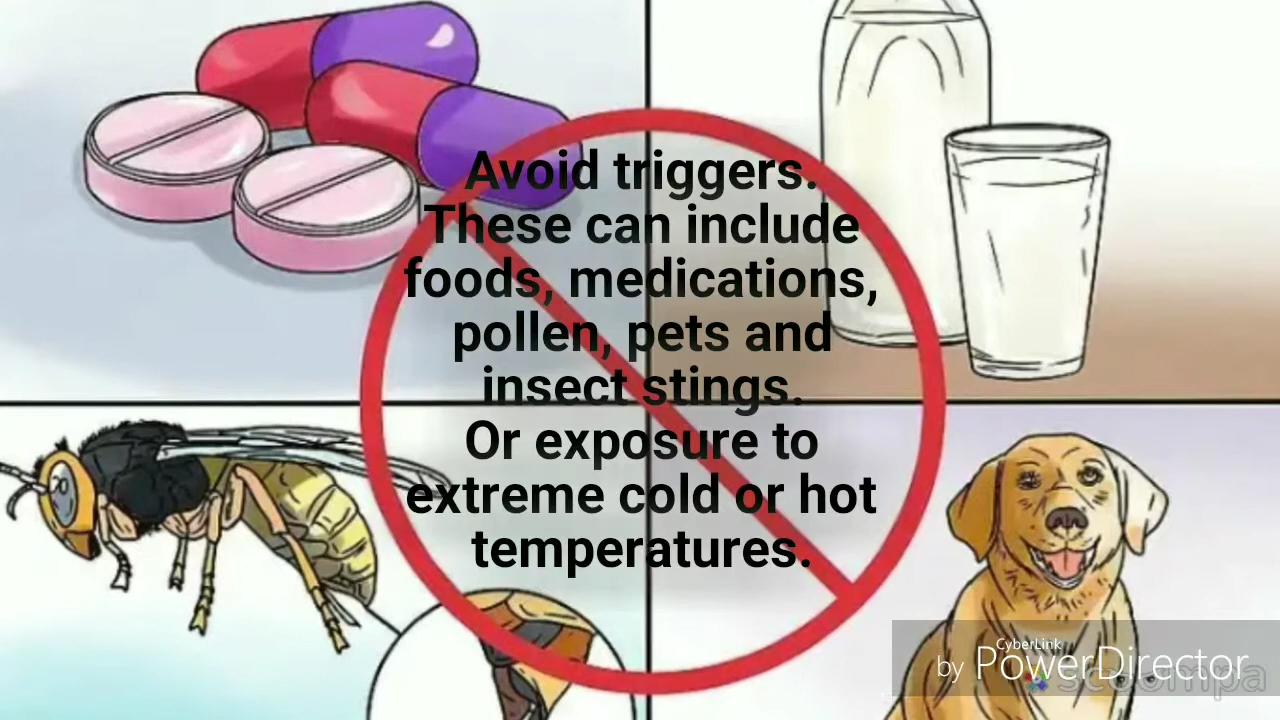 Avoid triggers.
These can include
foods, medications,
pollen, pets and
insect stings.
Or exposure to
extreme cold or hot
temperatures.
CyberLink
by PowerDirector
scoompa